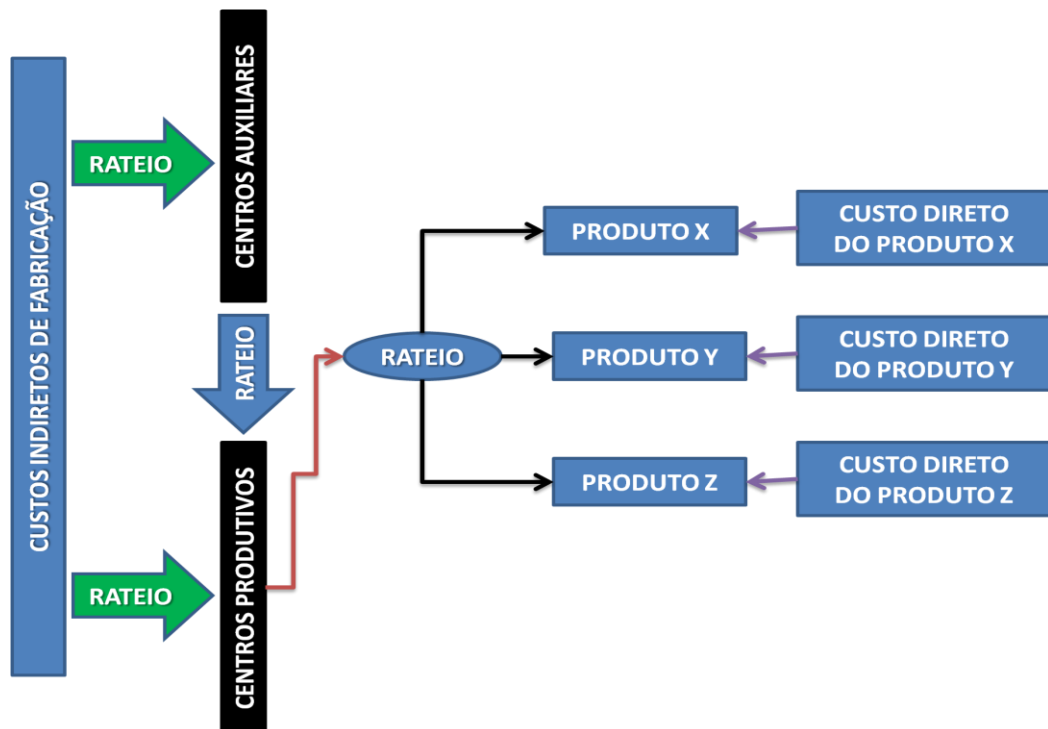 CUSTOS INDIRETOS DE FABRICAÇÃO
RATEIO
CENTROS AUXILIARES
RATEIO
RATEIO
CENTROS PRODUTIVOS
RATEIO
PRODUTO X
CUSTO DIRETO
DO PRODUTO X
PRODUTO Y
CUSTO DIRETO
DO PRODUTO Y
PRODUTO Z
CUSTO DIRETO
DO PRODUTO Z